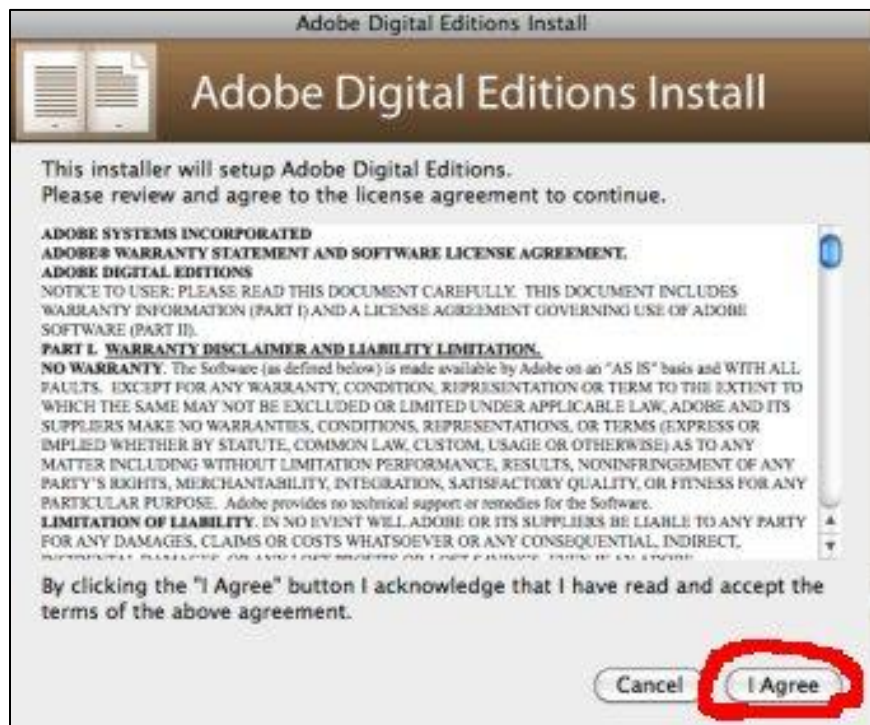 Adobe Digital Editions Install
Adobe Digital Editions Install
This installer will setup Adobe Digital Editions.
Please review and agree to the license agreement to continue.
ADOBE SYSTEMS INCORPORATED
ADOBE® WARRANTY STATEMENT AND SOFTWARE LICENSE AGREEMENT.
ADOBE DIGITAL EDITIONS
NOTICE TO USER: PLEASE READ THIS DOCUMENT CAREFULLY. THIS DOCUMENT INCLUDES
WARRANTY INFORMATION (PART I) AND A LICENSE AGREEMENT GOVERNING USE OF ADOBE
SOFTWARE (PART II).
PART I. WARRANTY DISCLAIMER AND LIABILITY LIMITATION.
NO WARRANTY. The Software (as defined below) is made available by Adobe on an "AS IS" basis and WITH ALL
FAULTS. EXCEPT FOR ANY WARRANTY, CONDITION, REPRESENTATION OR TERM TO THE EXTENT TO
WHICH THE SAME MAY NOT BE EXCLUDED OR LIMITED UNDER APPLICABLE LAW, ADOBE AND ITS
SUPPLIERS MAKE NO WARRANTIES, CONDITIONS, REPRESENTATIONS, OR TERMS (EXPRESS OR
IMPLIED WHETHER BY STATUTE, COMMON LAW, CUSTOM, USAGE OR OTHERWISE) AS TO ANY
MATTER INCLUDING WITHOUT LIMITATION PERFORMANCE, RESULTS, NONINFRINGEMENT OF ANY
PARTY'S RIGHTS, MERCHANTABILITY, INTEGRATION, SATISFACTORY QUALITY, OR FITNESS FOR ANY
PARTICULAR PURPOSE. Adobe provides no technical support or remedies for the Software.
LIMITATION OF LIABILITY. IN NO EVENT WILL ADOBE OR ITS SUPPLIERS BE LIABLE TO ANY PARTY
FOR ANY DAMAGES, CLAIMS OR COSTS WHATSOEVER OR ANY CONSEQUENTIAL, INDIRECT,
By clicking the "I Agree" button I acknowledge that I have read and accept the
terms of the above agreement.
Cancel
I Agree